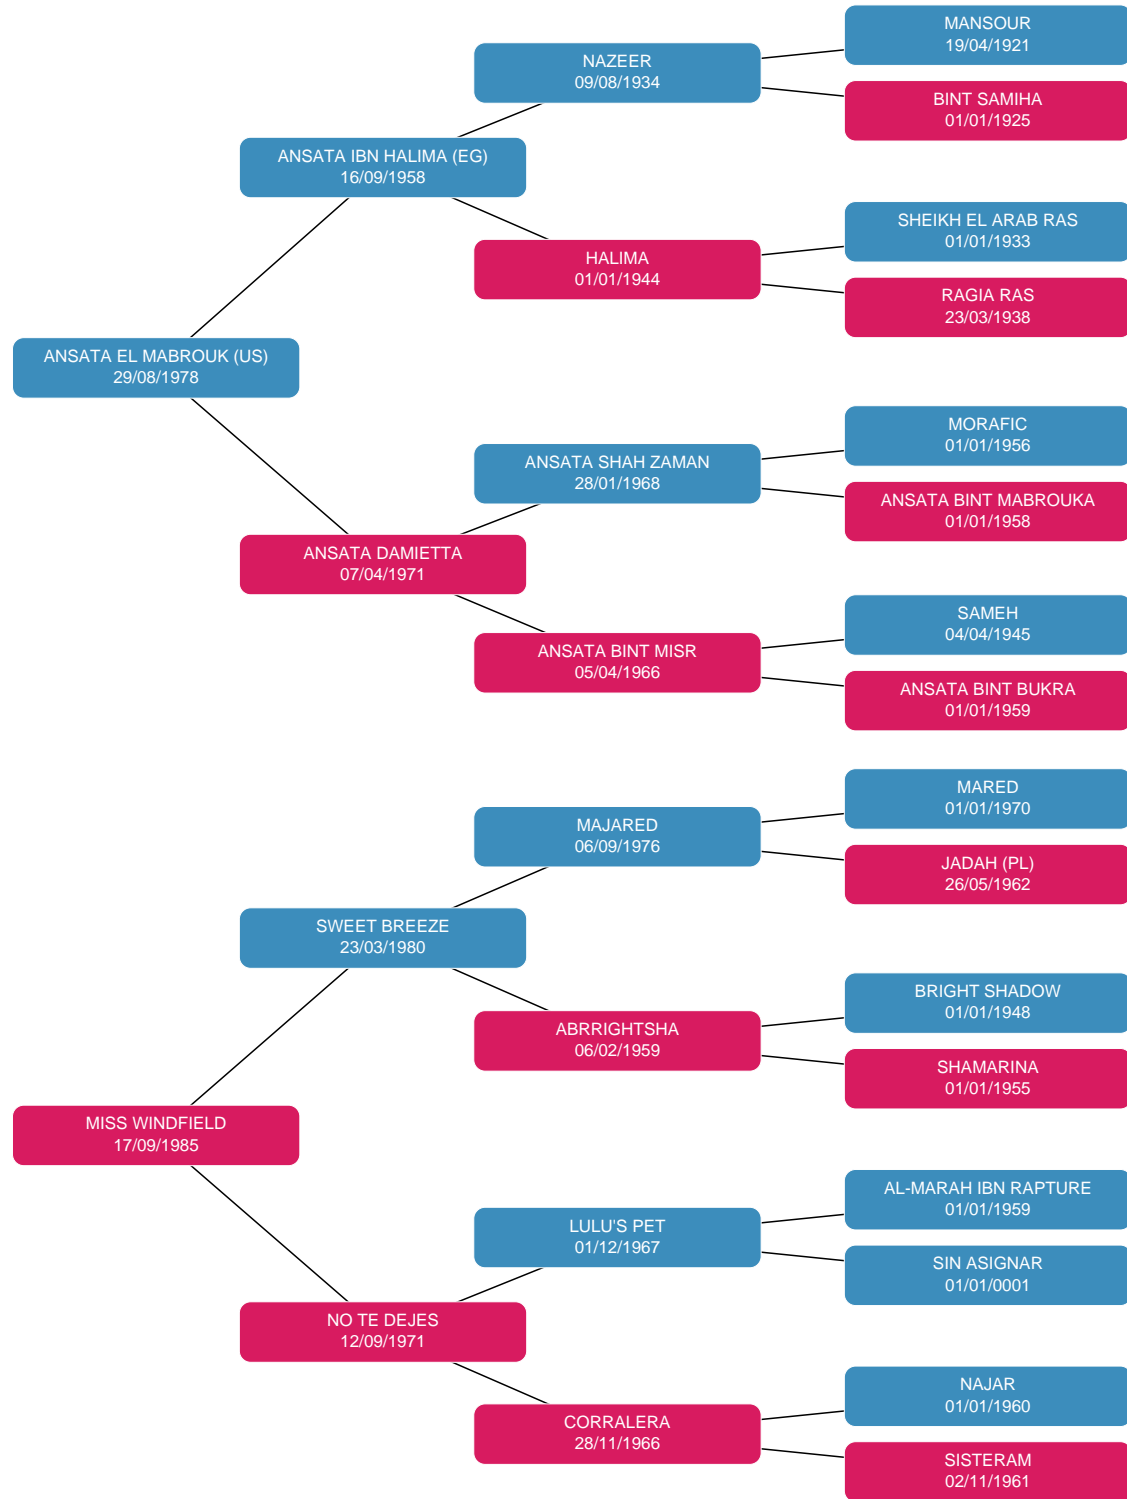 MANSOUR
19/04/1921
NAZEER
09/08/1934
BINT SAMIHA
01/01/1925
ANSATA IBN HALIMA (EG)
16/09/1958
SHEIKH EL ARAB RAS
01/01/1933
HALIMA
01/01/1944
RAGIA RAS
23/03/1938
ANSATA EL MABROUK (US)
29/08/1978
MORAFIC
01/01/1956
ANSATA SHAH ZAMAN
28/01/1968
ANSATA BINT MABROUKA
01/01/1958
ANSATA DAMIETTA
07/04/1971
SAMEH
04/04/1945
ANSATA BINT MISR
05/04/1966
ANSATA BINT BUKRA
01/01/1959
MARED
01/01/1970
MAJARED
06/09/1976
JADAH (PL)
26/05/1962
SWEET BREEZE
23/03/1980
BRIGHT SHADOW
01/01/1948
ABRRIGHTSHA
06/02/1959
SHAMARINA
01/01/1955
MISS WINDFIELD
17/09/1985
AL-MARAH IBN RAPTURE
01/01/1959
LULU'S PET
01/12/1967
SIN ASIGNAR
01/01/0001
NO TE DEJES
12/09/1971
NAJAR
01/01/1960
CORRALERA
28/11/1966
SISTERAM
02/11/1961